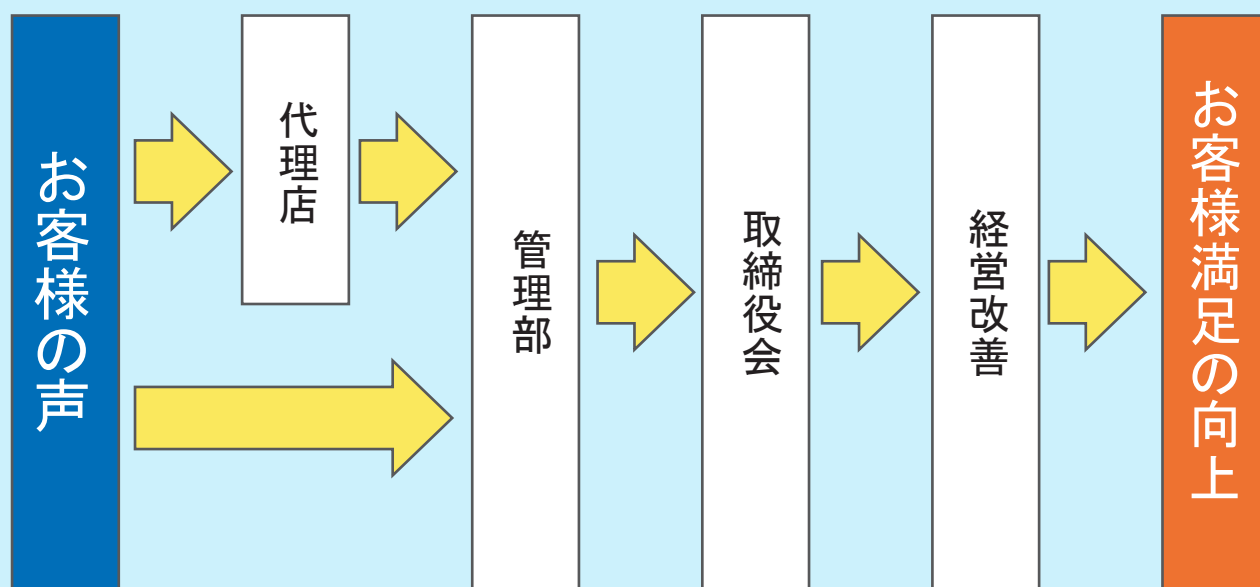 お客様の声
代理店
管理部
取締役会
経営改善
お客様満足の向上